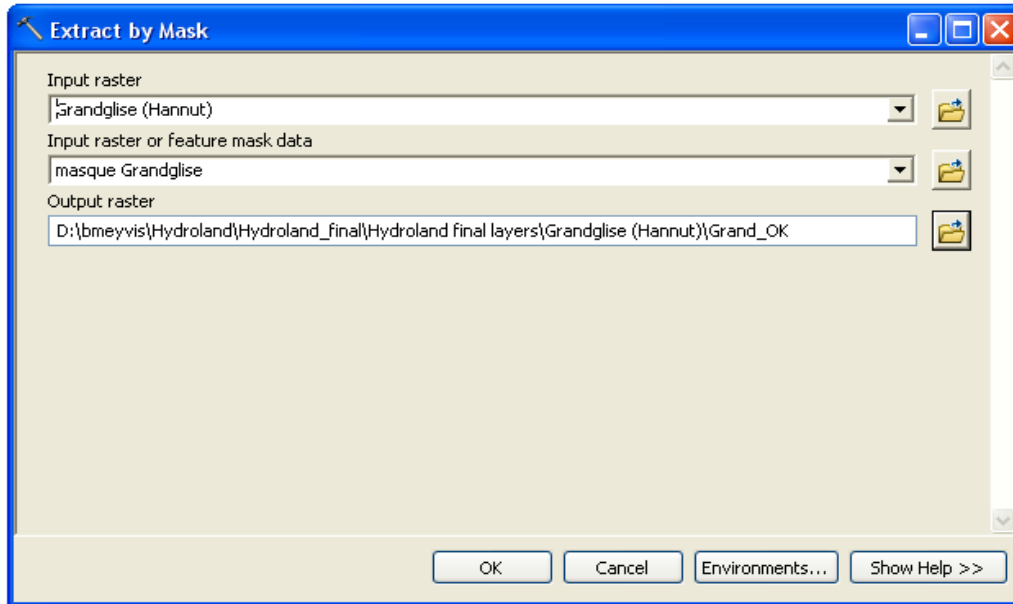 Extract by Mask
Input raster
Grandglise (Hannut)
Input raster or feature mask data
masque Grandglise
Output raster
D:\bmeyvis\Hydroland\Hydroland_final\Hydroland final layers\Grandglise (Hannut)\Grand_OK
OK Cancel Environments... Show Help >>